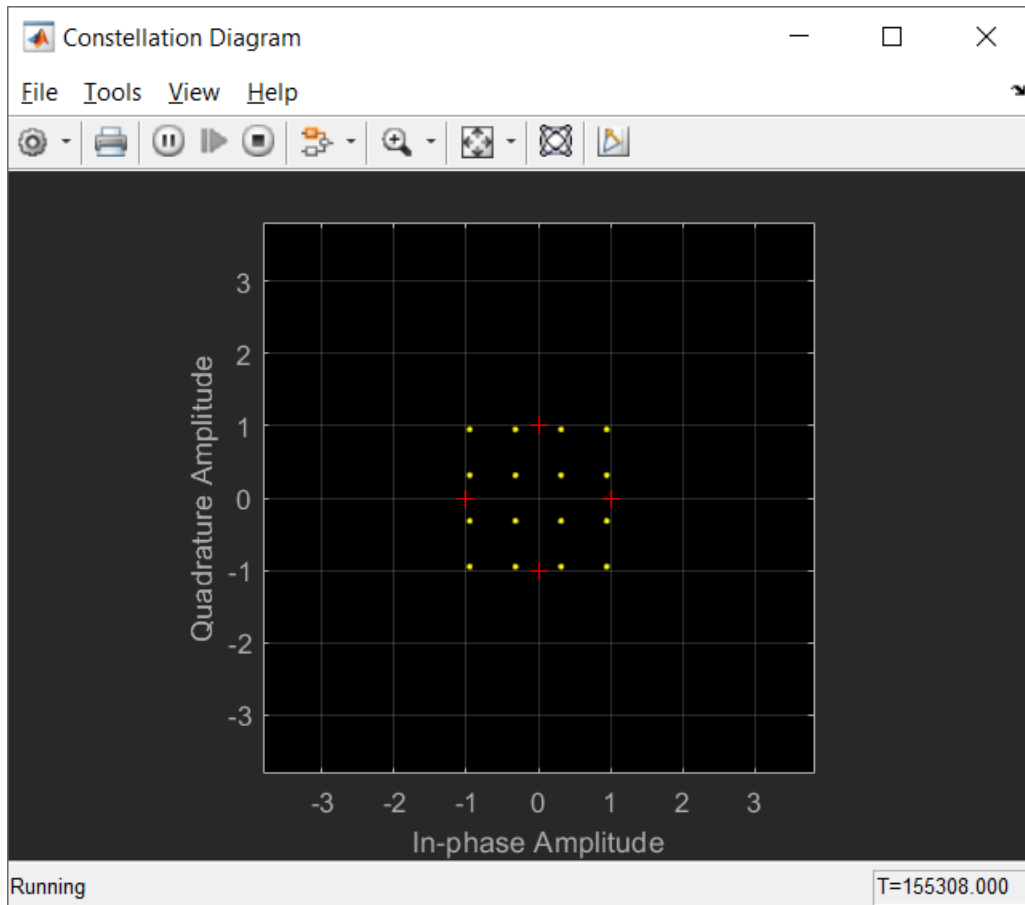 Constellation Diagram
File Tools View Help
3
2
1
0
-1
-2
-3
Quadrature Amplitude
-3 -2 -1 0 1 2 3
In-phase Amplitude
Running T=155308.000